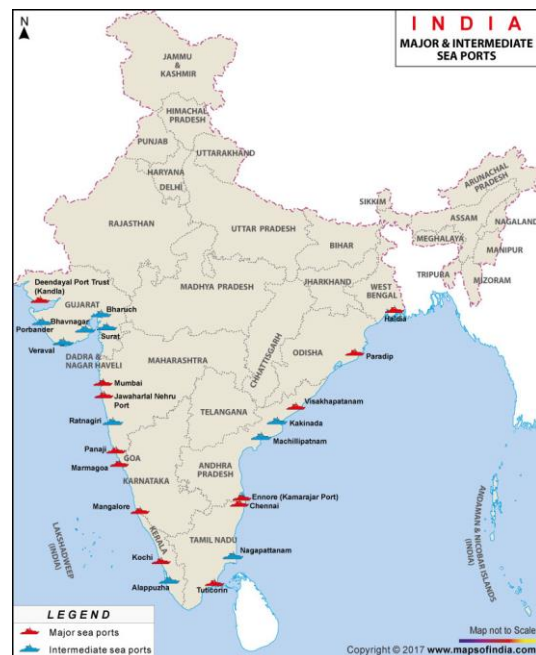 N
INDIA
MAJOR & INTERMEDIATE
SEA PORTS
JAMMU
&
KASHMIR
HIMACHAL
PRADESH
PUNJAB
UTTARAKHAND
HARYANA
DELHI
ARUNACHAL
PRADESH
SIKKIM
ASSAM
NAGALAND
MEGHALAYA
MANIPUR
TRIPURA
MIZORAM
RAJASTHAN
UTTAR PRADESH
BIHAR
JHARKHAND
WEST
BENGAL
MADHYA PRADESH
Deendayal Port Trust
(Kandla)
GUJARAT
Bharuch
Bhavnagar
Porbander
Surat
Veraval
DADRA &
NAGAR HAVELI
Haldia
CHHATTISGARH
ODISHA
Paradip
MAHARASHTRA
Mumbai
Jawaharlal Nehru
Port
Ratnagiri
TELANGANA
Visakhapatanam
Kakinada
Machillipatnam
Panaji
GOA
Marmagoa
KARNATAKA
ANDHRA
PRADESH
Ennore (Kamarajar Port)
Chennai
Mangalore
KERALA
TAMIL NADU
Nagapattanam
Kochi
Alappuzha
Tuticorin
LAKSHADWEEP
(INDIA)
ANDAMAN & NICOBAR ISLANDS
(INDIA)
LEGEND
Major sea ports
Intermediate sea ports
Map not to Scale
Copyright © 2017 www.mapsofindia.com